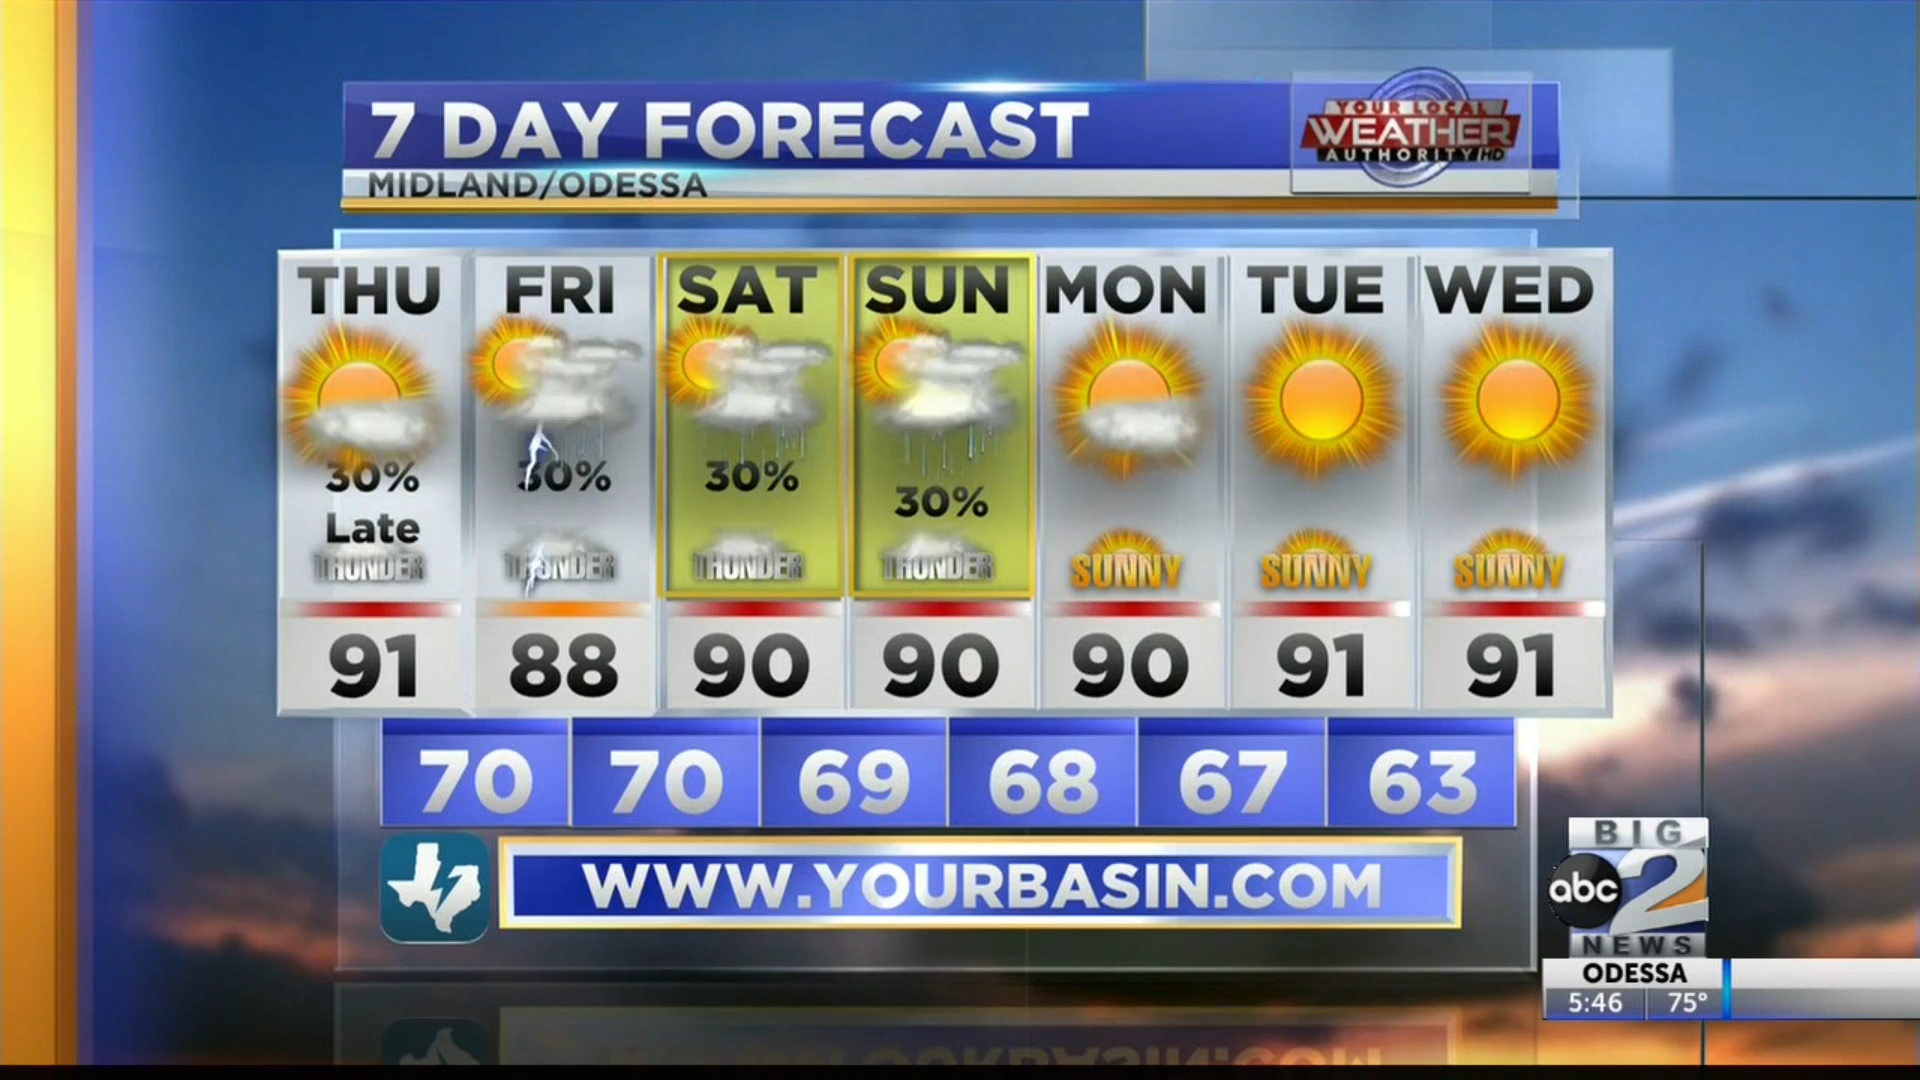 7 DAY FORECAST
YOUR LOCAL
WEATHER
AUTHORITY HD
MIDLAND/ODESSA
THU FRI SAT SUN MON TUE WED
30% 30% 30% 30%
Late
THUNDER THUNDER THUNDER THUNDER SUNNY SUNNY SUNNY
91 88 90 90 90 91 91
70 70 69 68 67 63
WWW.YOURBASIN.COM
BIG
abc 2
NEWS
ODESSA
5:46 75°